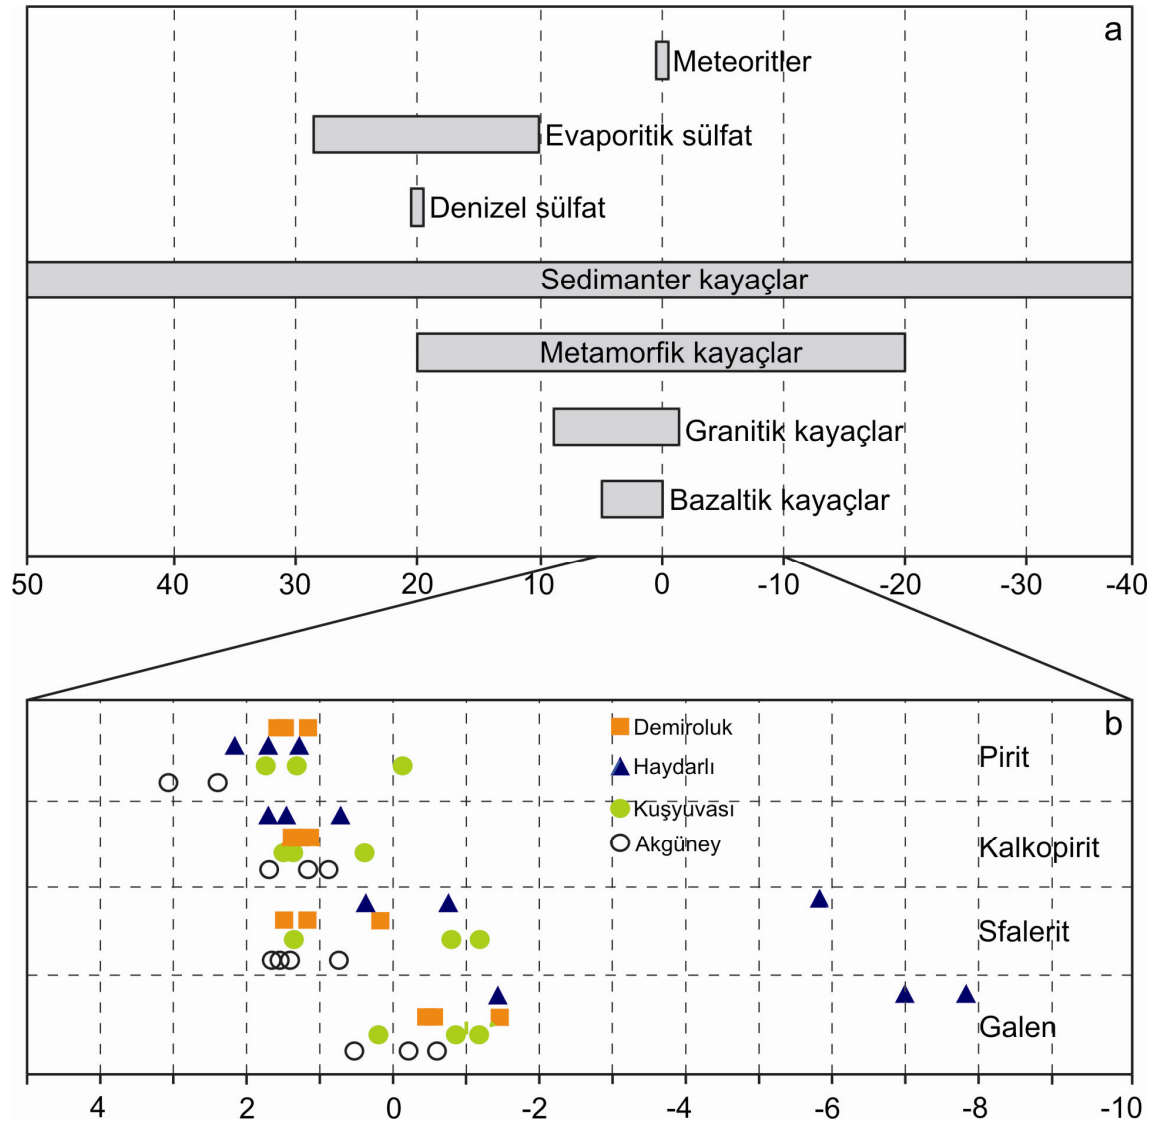 a
Meteoritler
Evaporitik sülfat
Denizel sülfat
Sedimanter kayaçlar
Metamorfik kayaçlar
Granitik kayaçlar
Bazaltik kayaçlar
50 40 30 20 10 0 -10 -20 -30 -40
b
Demiroluk
Pirit
Haydarlı
Kuşyuvası
Akgüney
Kalkopirit
Sfalerit
Galen
4 2 0 -2 -4 -6 -8 -10